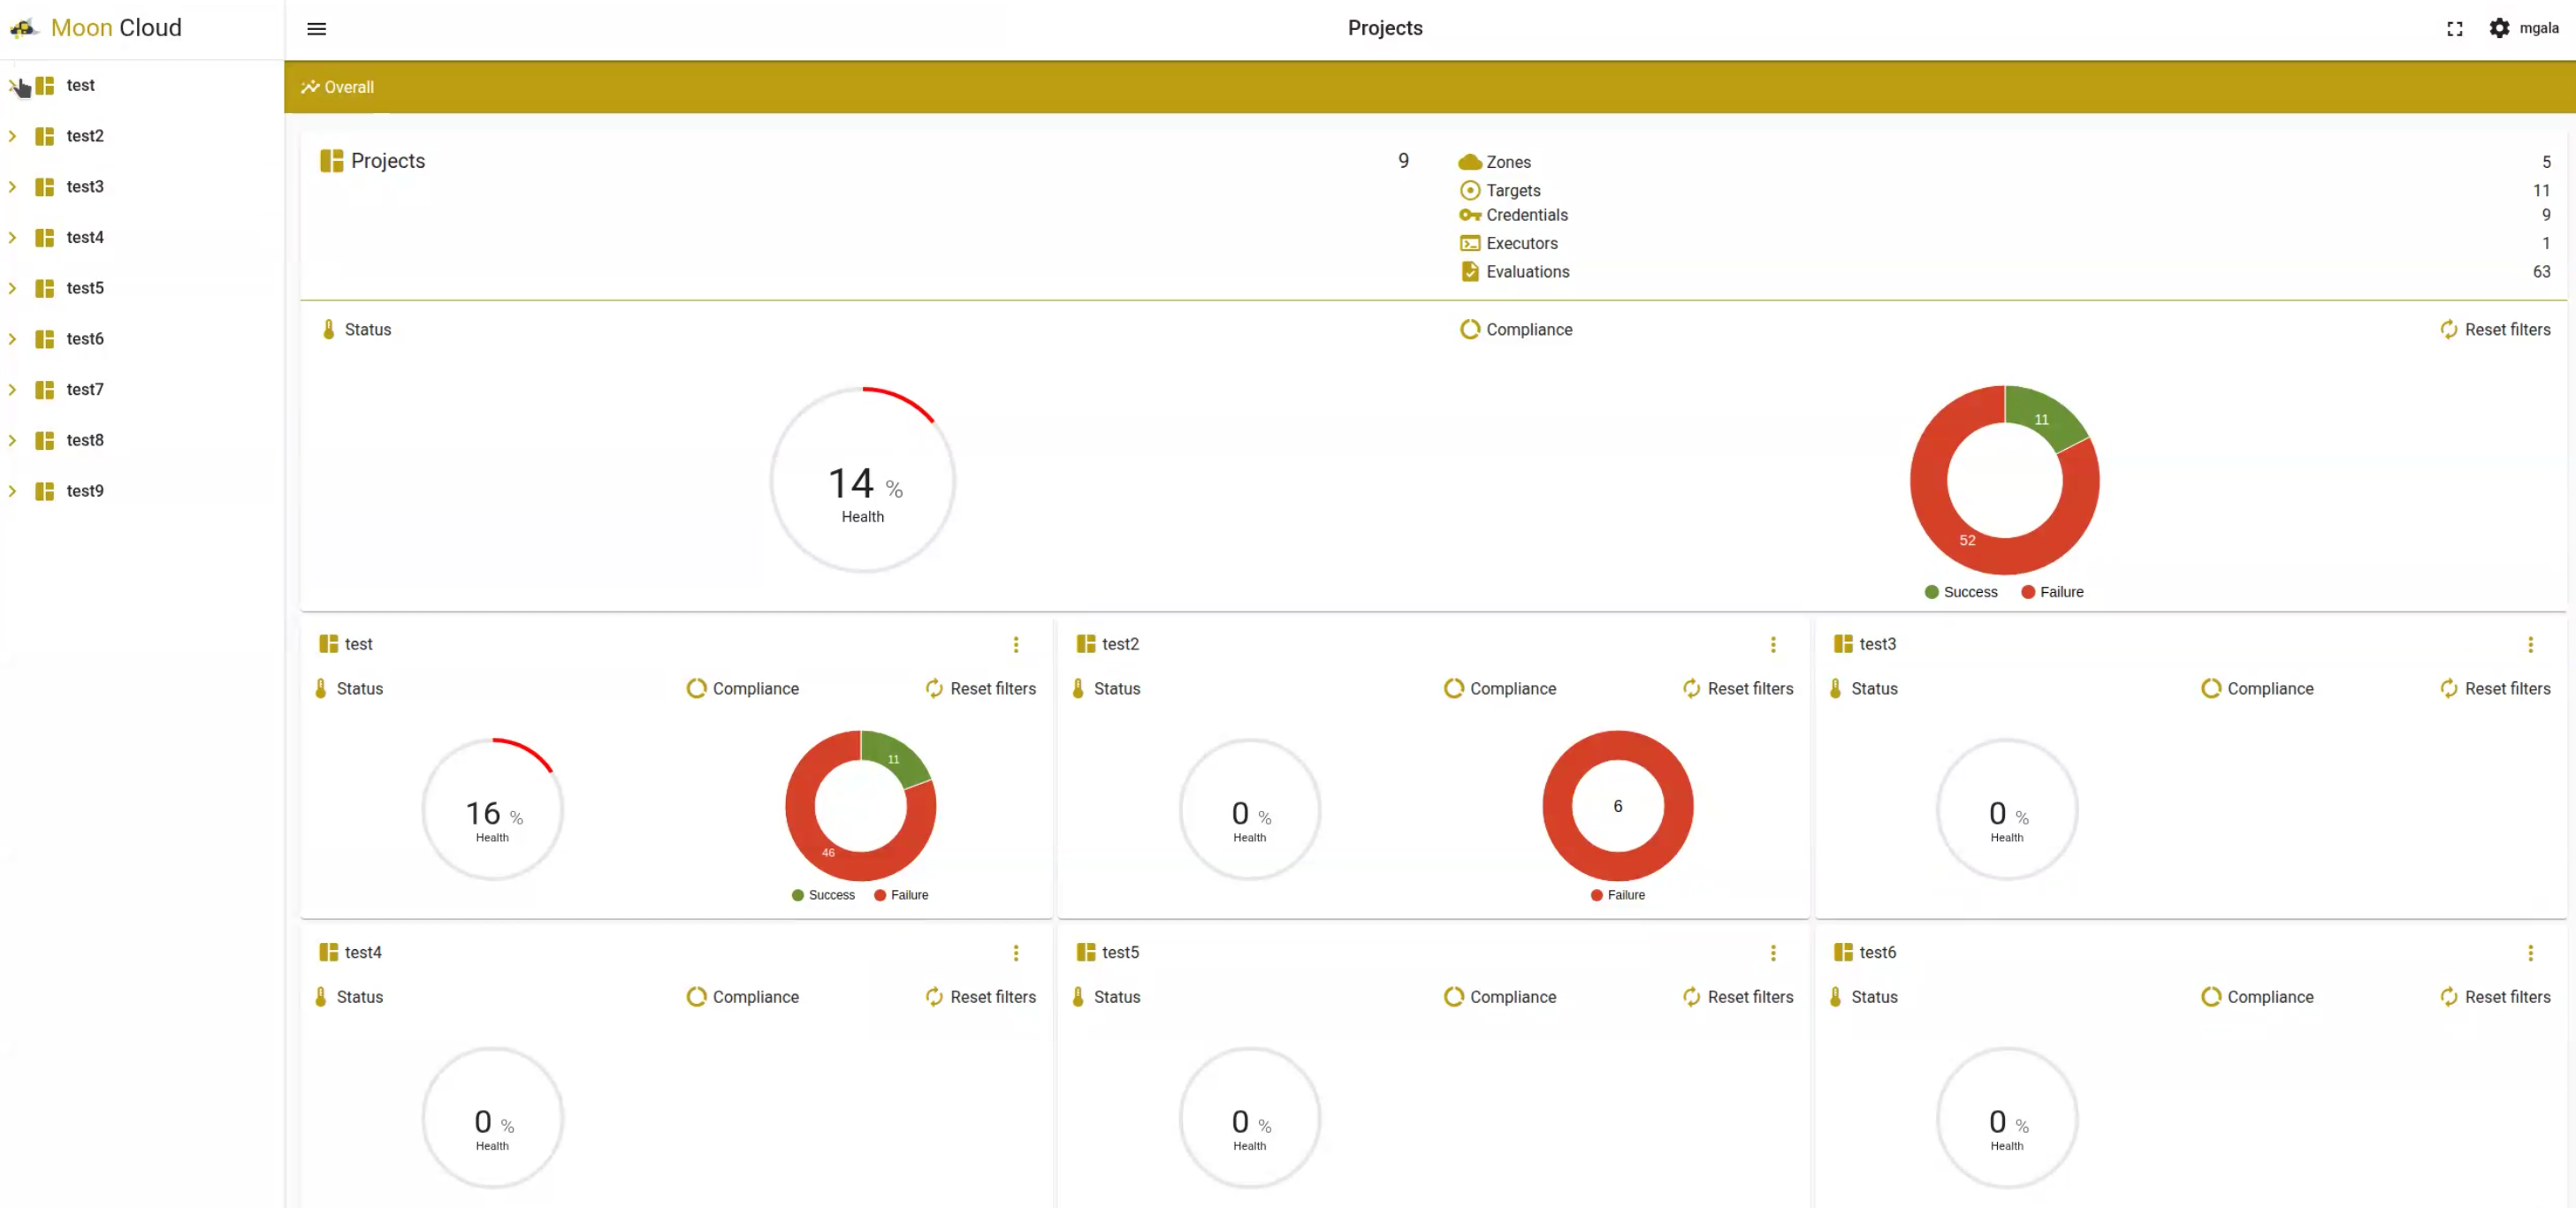 Moon Cloud
Projects
mgala
test
test2
test3
test4
test5
test6
test7
test8
test9
Overall
Projects 9
Zones 5
Targets 11
Credentials 9
Executors 1
Evaluations 63
Status
Compliance
Reset filters
14 %
Health
11
52
Success Failure
test
Status Compliance Reset filters
16 %
Health
11
46
Success Failure
test2
Status Compliance Reset filters
0 %
Health
6
Failure
test3
Status Compliance Reset filters
0 %
Health
test4
Status Compliance Reset filters
0 %
Health
test5
Status Compliance Reset filters
0 %
Health
test6
Status Compliance Reset filters
0 %
Health